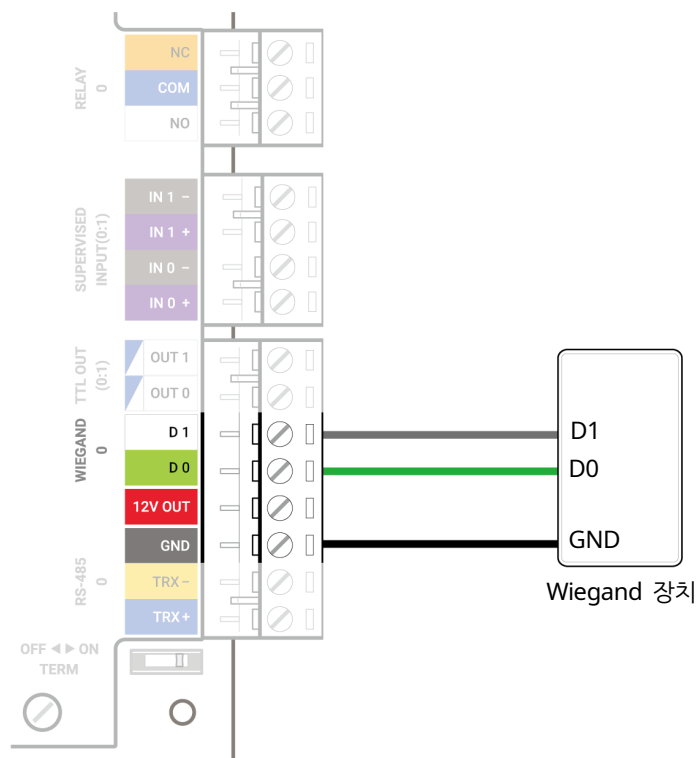 RELAY
0
NC
COM
NO
SUPERVISED
INPUT(0:1)
IN 1 −
IN 1 +
IN 0 −
IN 0 +
TTL OUT
(0:1)
OUT 1
OUT 0
WIEGAND
0
D 1
D 0
12V OUT
GND
RS-485
0
TRX −
TRX +
OFF ◀ ▶ ON
TERM
D1
D0
GND
Wiegand 장치